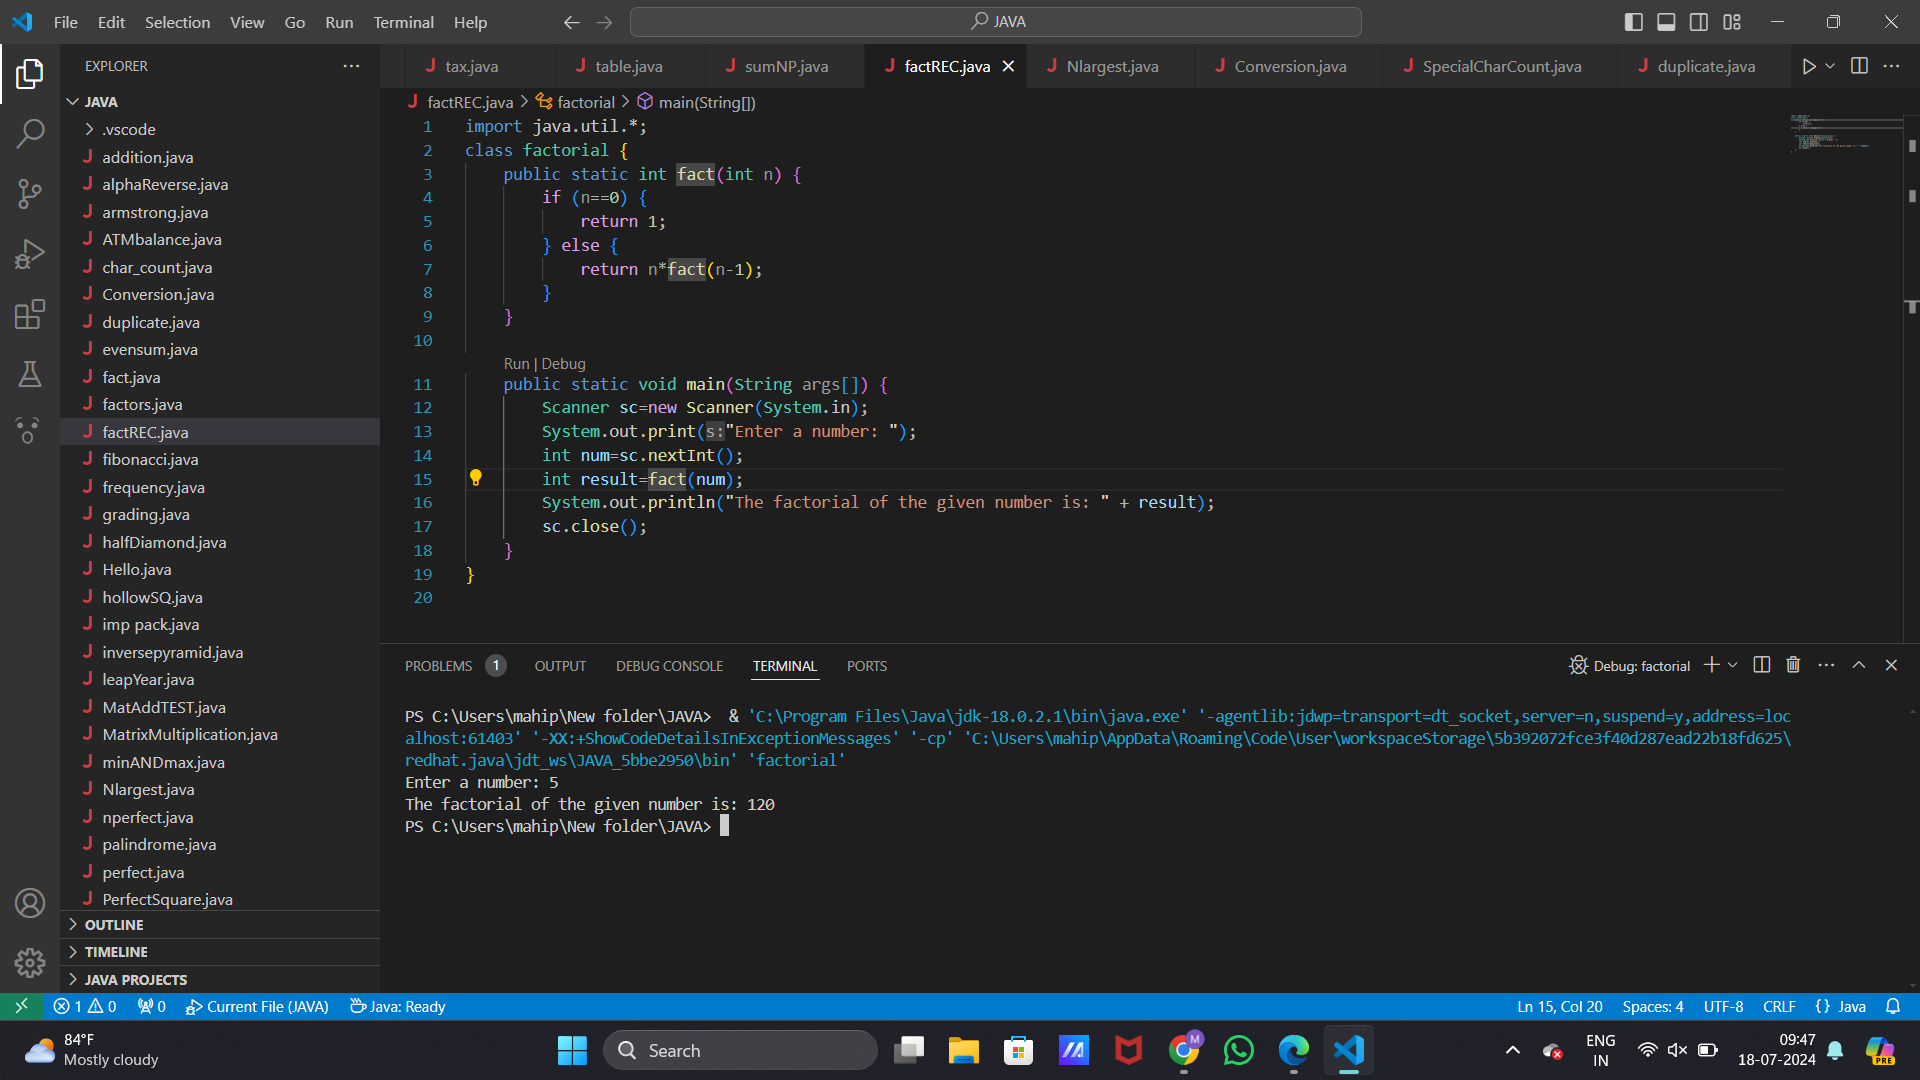 File Edit Selection View Go Run Terminal Help
JAVA
EXPLORER
JAVA
.vscode
addition.java
alphaReverse.java
armstrong.java
ATMbalance.java
char_count.java
Conversion.java
duplicate.java
evensum.java
fact.java
factors.java
factREC.java
fibonacci.java
frequency.java
grading.java
halfDiamond.java
Hello.java
hollowSQ.java
imp pack.java
inversepyramid.java
leapYear.java
MatAddTEST.java
MatrixMultiplication.java
minANDmax.java
Nlargest.java
nperfect.java
palindrome.java
perfect.java
PerfectSquare.java
OUTLINE
TIMELINE
JAVA PROJECTS
tax.java table.java sumNP.java factREC.java Nlargest.java Conversion.java SpecialCharCount.java duplicate.java
factREC.java > factorial > main(String[])
1 import java.util.*;
2 class factorial {
3 public static int fact(int n) {
4 if (n==0) {
5 return 1;
6 } else {
7 return n*fact(n-1);
8 }
9 }
10
Run | Debug
11 public static void main(String args[]) {
12 Scanner sc=new Scanner(System.in);
13 System.out.print(s:"Enter a number: ");
14 int num=sc.nextInt();
15 int result=fact(num);
16 System.out.println("The factorial of the given number is: " + result);
17 sc.close();
18 }
19 }
20
PROBLEMS 1 OUTPUT DEBUG CONSOLE TERMINAL PORTS
Debug: factorial
PS C:\Users\mahip\New folder\JAVA>  & 'C:\Program Files\Java\jdk-18.0.2.1\bin\java.exe' '-agentlib:jdwp=transport=dt_socket,server=n,suspend=y,address=loc
alhost:61403' '-XX:+ShowCodeDetailsInExceptionMessages' '-cp' 'C:\Users\mahip\AppData\Roaming\Code\User\workspaceStorage\5b392072fce3f40d287ead22b18fd625\
redhat.java\jdt_ws\JAVA_5bbe2950\bin' 'factorial'
Enter a number: 5
The factorial of the given number is: 120
PS C:\Users\mahip\New folder\JAVA>
1 0 0 Current File (JAVA) Java: Ready
Ln 15, Col 20 Spaces: 4 UTF-8 CRLF {} Java
84°F
Mostly cloudy
Search
M
ENG
IN
09:47
18-07-2024
PRE